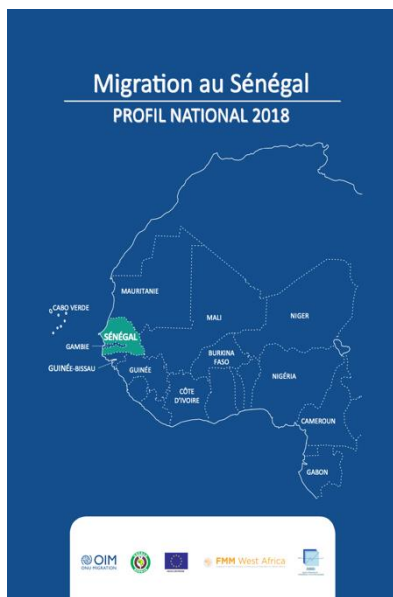 Migration au Sénégal
PROFIL NATIONAL 2018
MAURITANIE
CABO VERDE
MALI
NIGER
SÉNÉGAL
GAMBIE
BURKINA
FASO
GUINÉE-BISSAU
GUINÉE
NIGÉRIA
CÔTE
D'IVOIRE
CAMEROUN
GABON
OIM
ONU MIGRATION
FMM West Africa